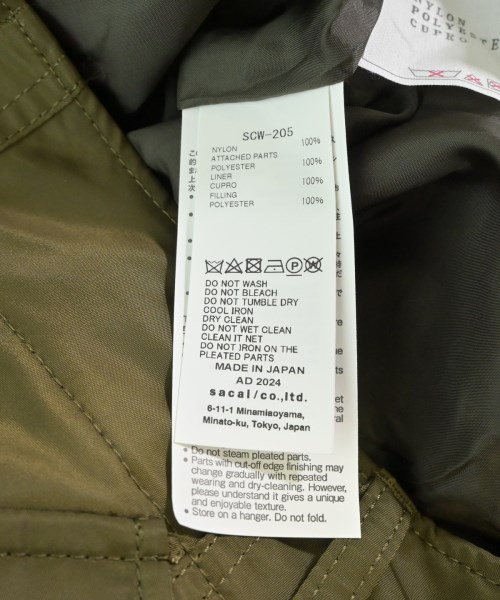 NYLON
POLYESTE
CUPRO
SCW-205
NYLON 100%
ATTACHED PARTS
POLYESTER 100%
LINER
CUPRO 100%
FILLING
POLYESTER 100%
DO NOT WASH
DO NOT BLEACH
DO NOT TUMBLE DRY
COOL IRON
DRY CLEAN
DO NOT WET CLEAN
CLEAN IT NET
DO NOT IRON ON THE
PLEATED PARTS
MADE IN JAPAN
AD 2024
sacai/co.,ltd.
6-11-1 Minamiaoyama,
Minato-ku, Tokyo, Japan
• Do not steam pleated parts.
• Parts with cut-off edge finishing may
change gradually with repeated
wearing and dry-cleaning. However,
please understand it gives a unique
and enjoyable texture.
• Store on a hanger. Do not fold.